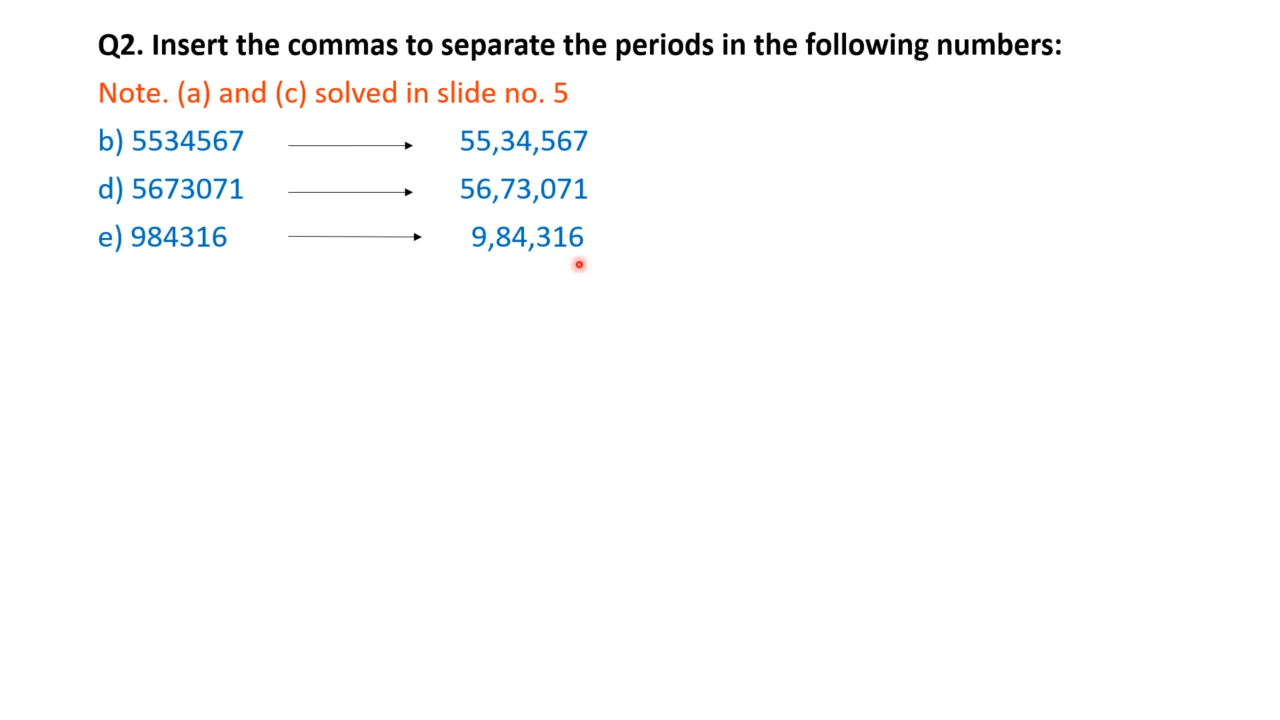 Q2. Insert the commas to separate the periods in the following numbers:
Note. (a) and (c) solved in slide no. 5
b) 5534567 55,34,567
d) 5673071 56,73,071
e) 984316 9,84,316